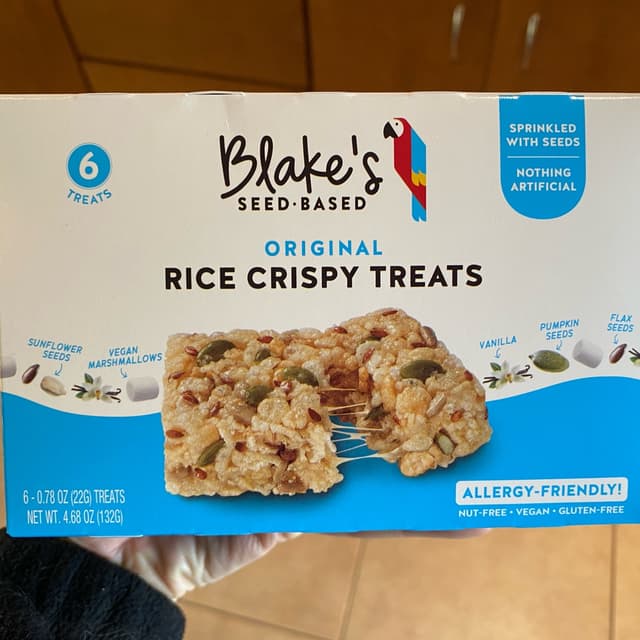 6
TREATS
Blake's
SEED·BASED
SPRINKLED
WITH SEEDS
NOTHING
ARTIFICIAL
ORIGINAL
RICE CRISPY TREATS
SUNFLOWER
SEEDS
VEGAN
MARSHMALLOWS
VANILLA
PUMPKIN
SEEDS
FLAX
SEEDS
6 - 0.78 OZ (22G) TREATS
NET WT. 4.68 OZ (132G)
ALLERGY-FRIENDLY!
NUT-FREE • VEGAN • GLUTEN-FREE